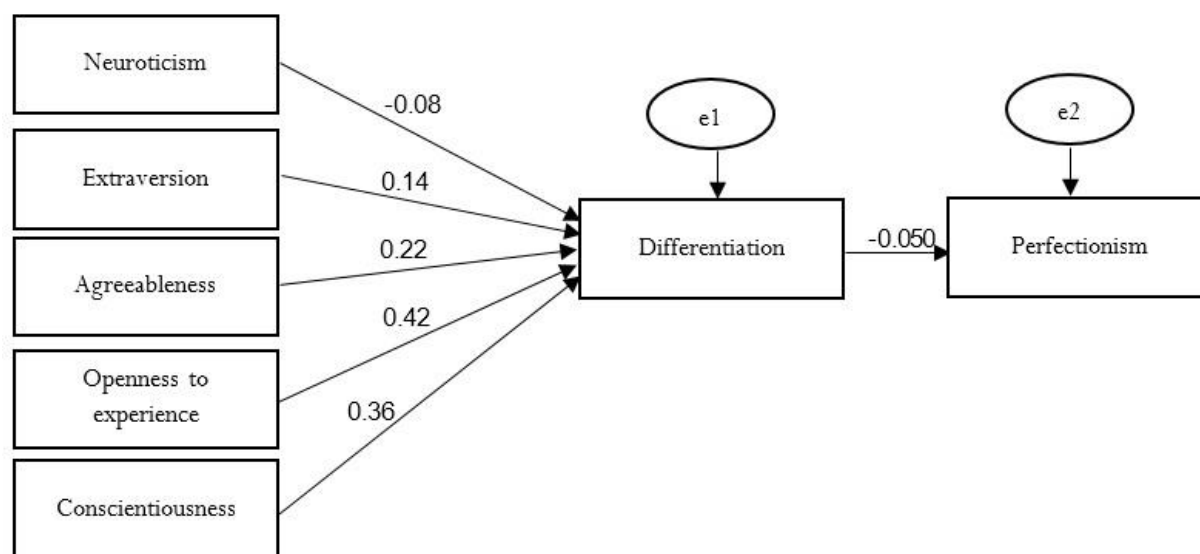 Neuroticism
-0.08
e1
e2
Extraversion
0.14
Agreeableness
0.22
Differentiation
-0.050
Perfectionism
0.42
Openness to
experience
0.36
Conscientiousness